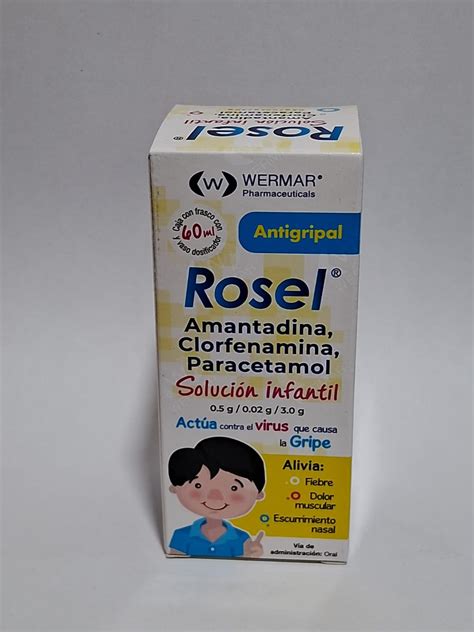 Solución Infantil
Rosel®
WERMAR®
Pharmaceuticals
Caja con frasco con
60 ml
y vaso dosificador
Antigripal
Rosel®
Amantadina,
Clorfenamina,
Paracetamol
Solución infantil
0.5 g / 0.02 g / 3.0 g
Actúa contra el virus que causa
la Gripe
Alivia:
Fiebre
Dolor
muscular
Escurrimiento
nasal
Vía de
administración: Oral